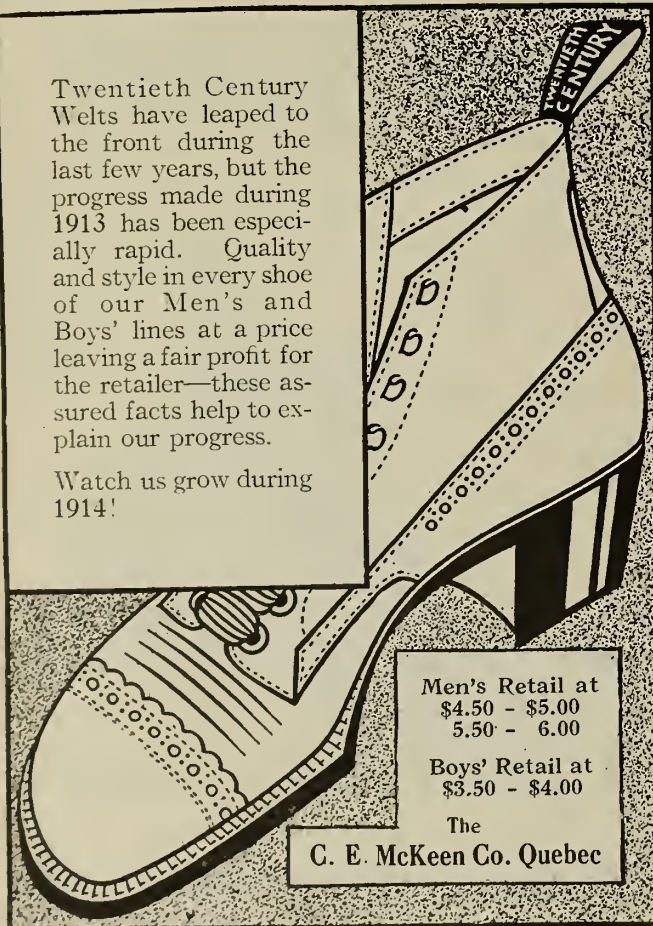 TWENTIETH
CENTURY
Twentieth Century
Welts have leaped to
the front during the
last few years, but the
progress made during
1913 has been especi-
ally rapid. Quality
and style in every shoe
of our Men's and
Boys' lines at a price
leaving a fair profit for
the retailer—these as-
sured facts help to ex-
plain our progress.
Watch us grow during
1914!
Men's Retail at
$4.50 - $5.00
5.50 - 6.00
Boys' Retail at
$3.50 - $4.00
The
C. E. McKeen Co. Quebec